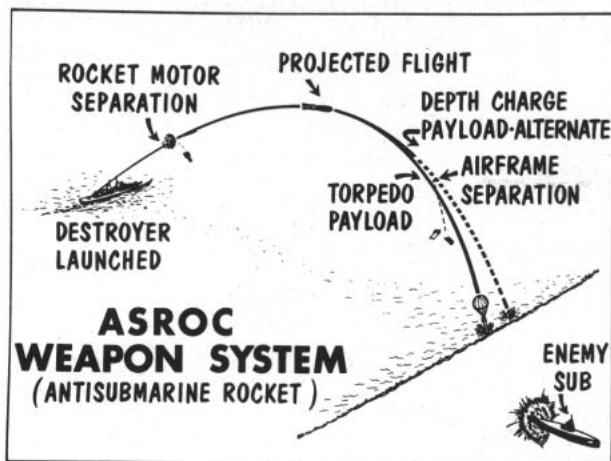 ROCKET MOTOR
SEPARATION
PROJECTED FLIGHT
DEPTH CHARGE
PAYLOAD-ALTERNATE
AIRFRAME
SEPARATION
TORPEDO
PAYLOAD
DESTROYER
LAUNCHED
ASROC
WEAPON SYSTEM
(ANTISUBMARINE ROCKET)
ENEMY
SUB